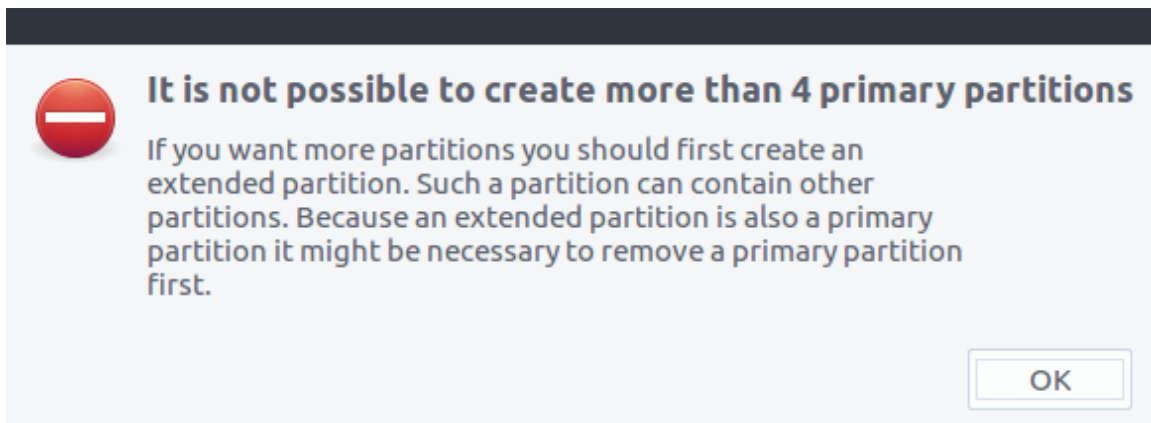 It is not possible to create more than 4 primary partitions
If you want more partitions you should first create an
extended partition. Such a partition can contain other
partitions. Because an extended partition is also a primary
partition it might be necessary to remove a primary partition
first.
OK